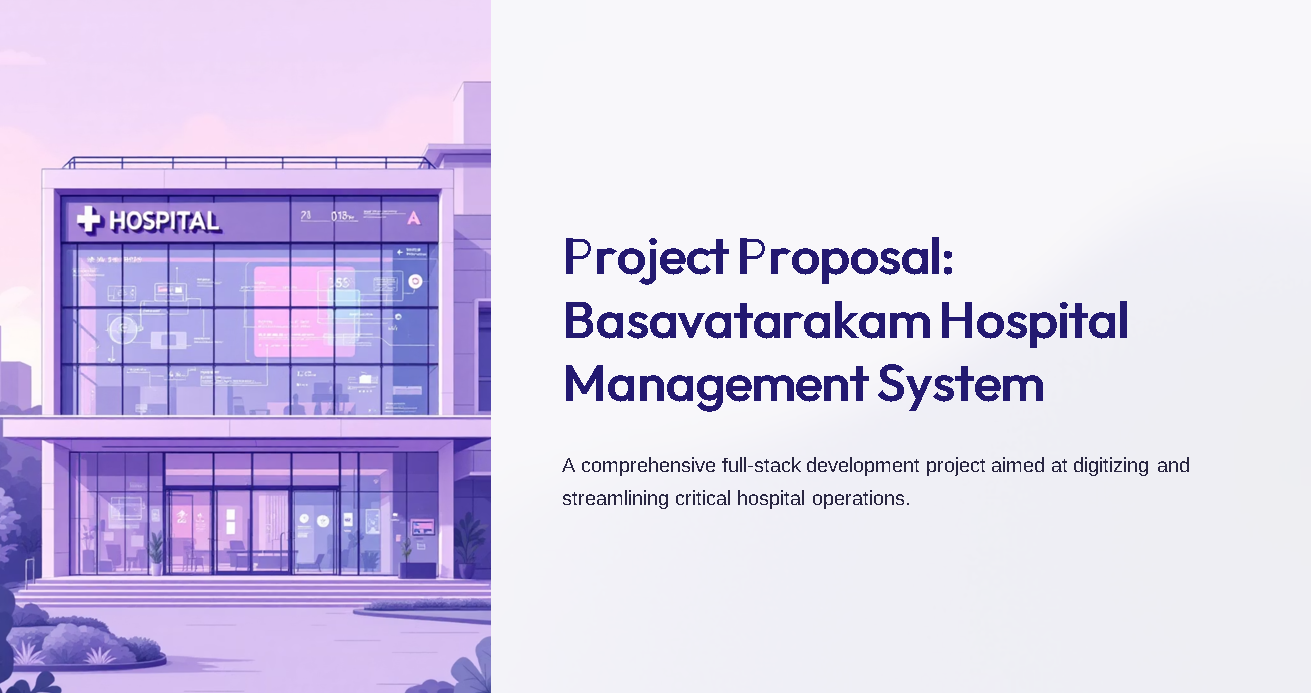 HOSPITAL
Project Proposal:
Basavatarakam Hospital
Management System
A comprehensive full-stack development project aimed at digitizing and
streamlining critical hospital operations.